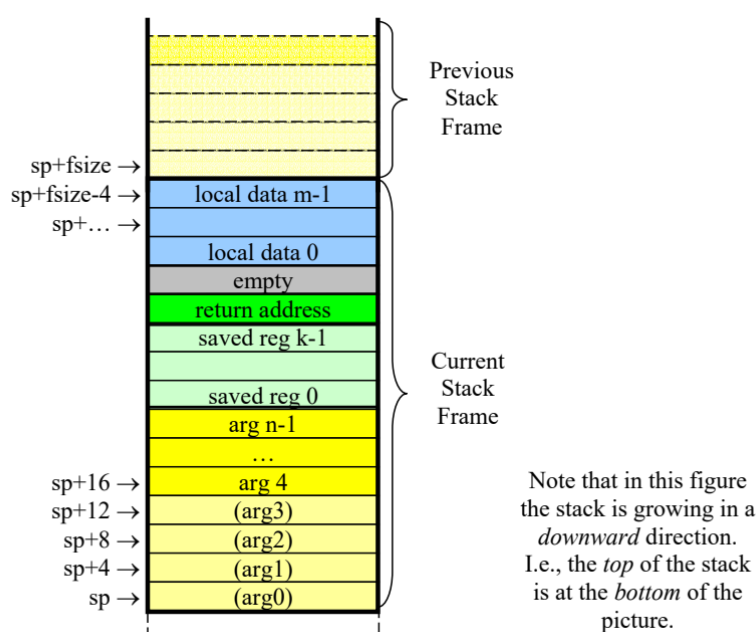 Previous
Stack
Frame
sp+fsize →
sp+fsize-4 → local data m-1
sp+… →
local data 0
empty
return address
saved reg k-1
Current
Stack
Frame
saved reg 0
arg n-1
…
sp+16 → arg 4
sp+12 → (arg3)
sp+8 → (arg2)
sp+4 → (arg1)
sp → (arg0)
Note that in this figure
the stack is growing in a
downward direction.
I.e., the top of the stack
is at the bottom of the
picture.